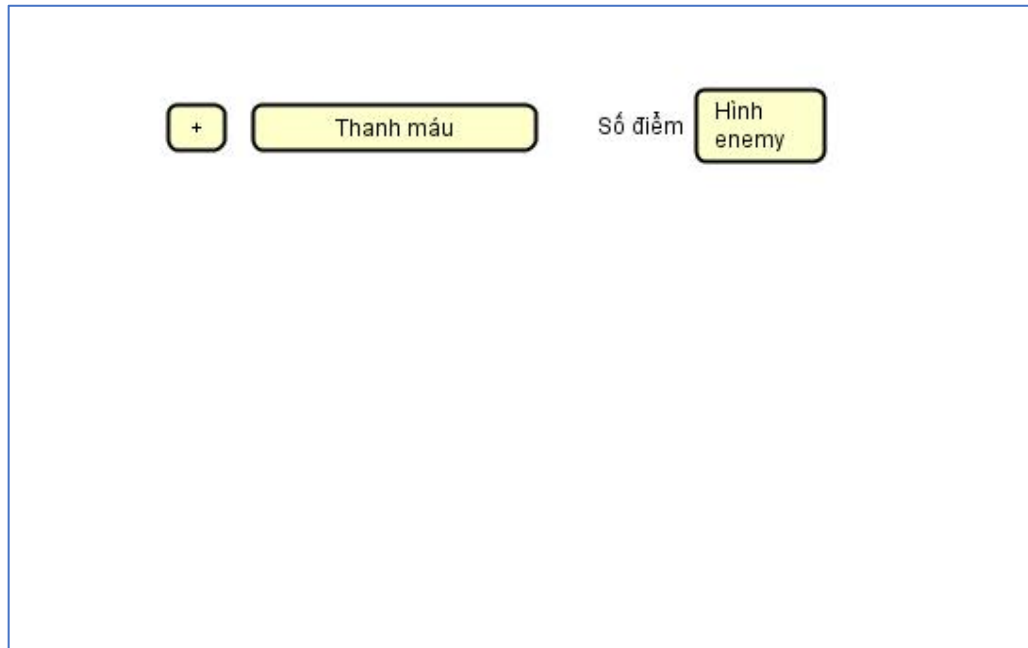 +
Thanh máu
Số điểm
Hình
enemy